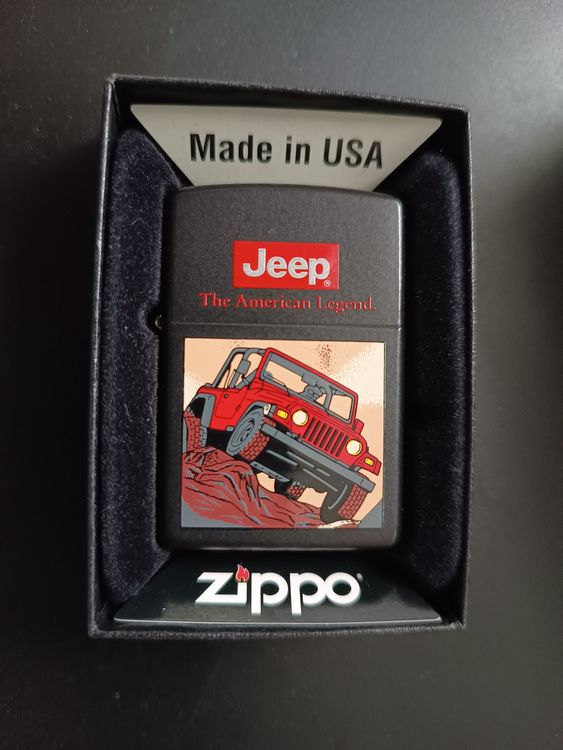 Made in USA
Jeep®
The American Legend.
zippo